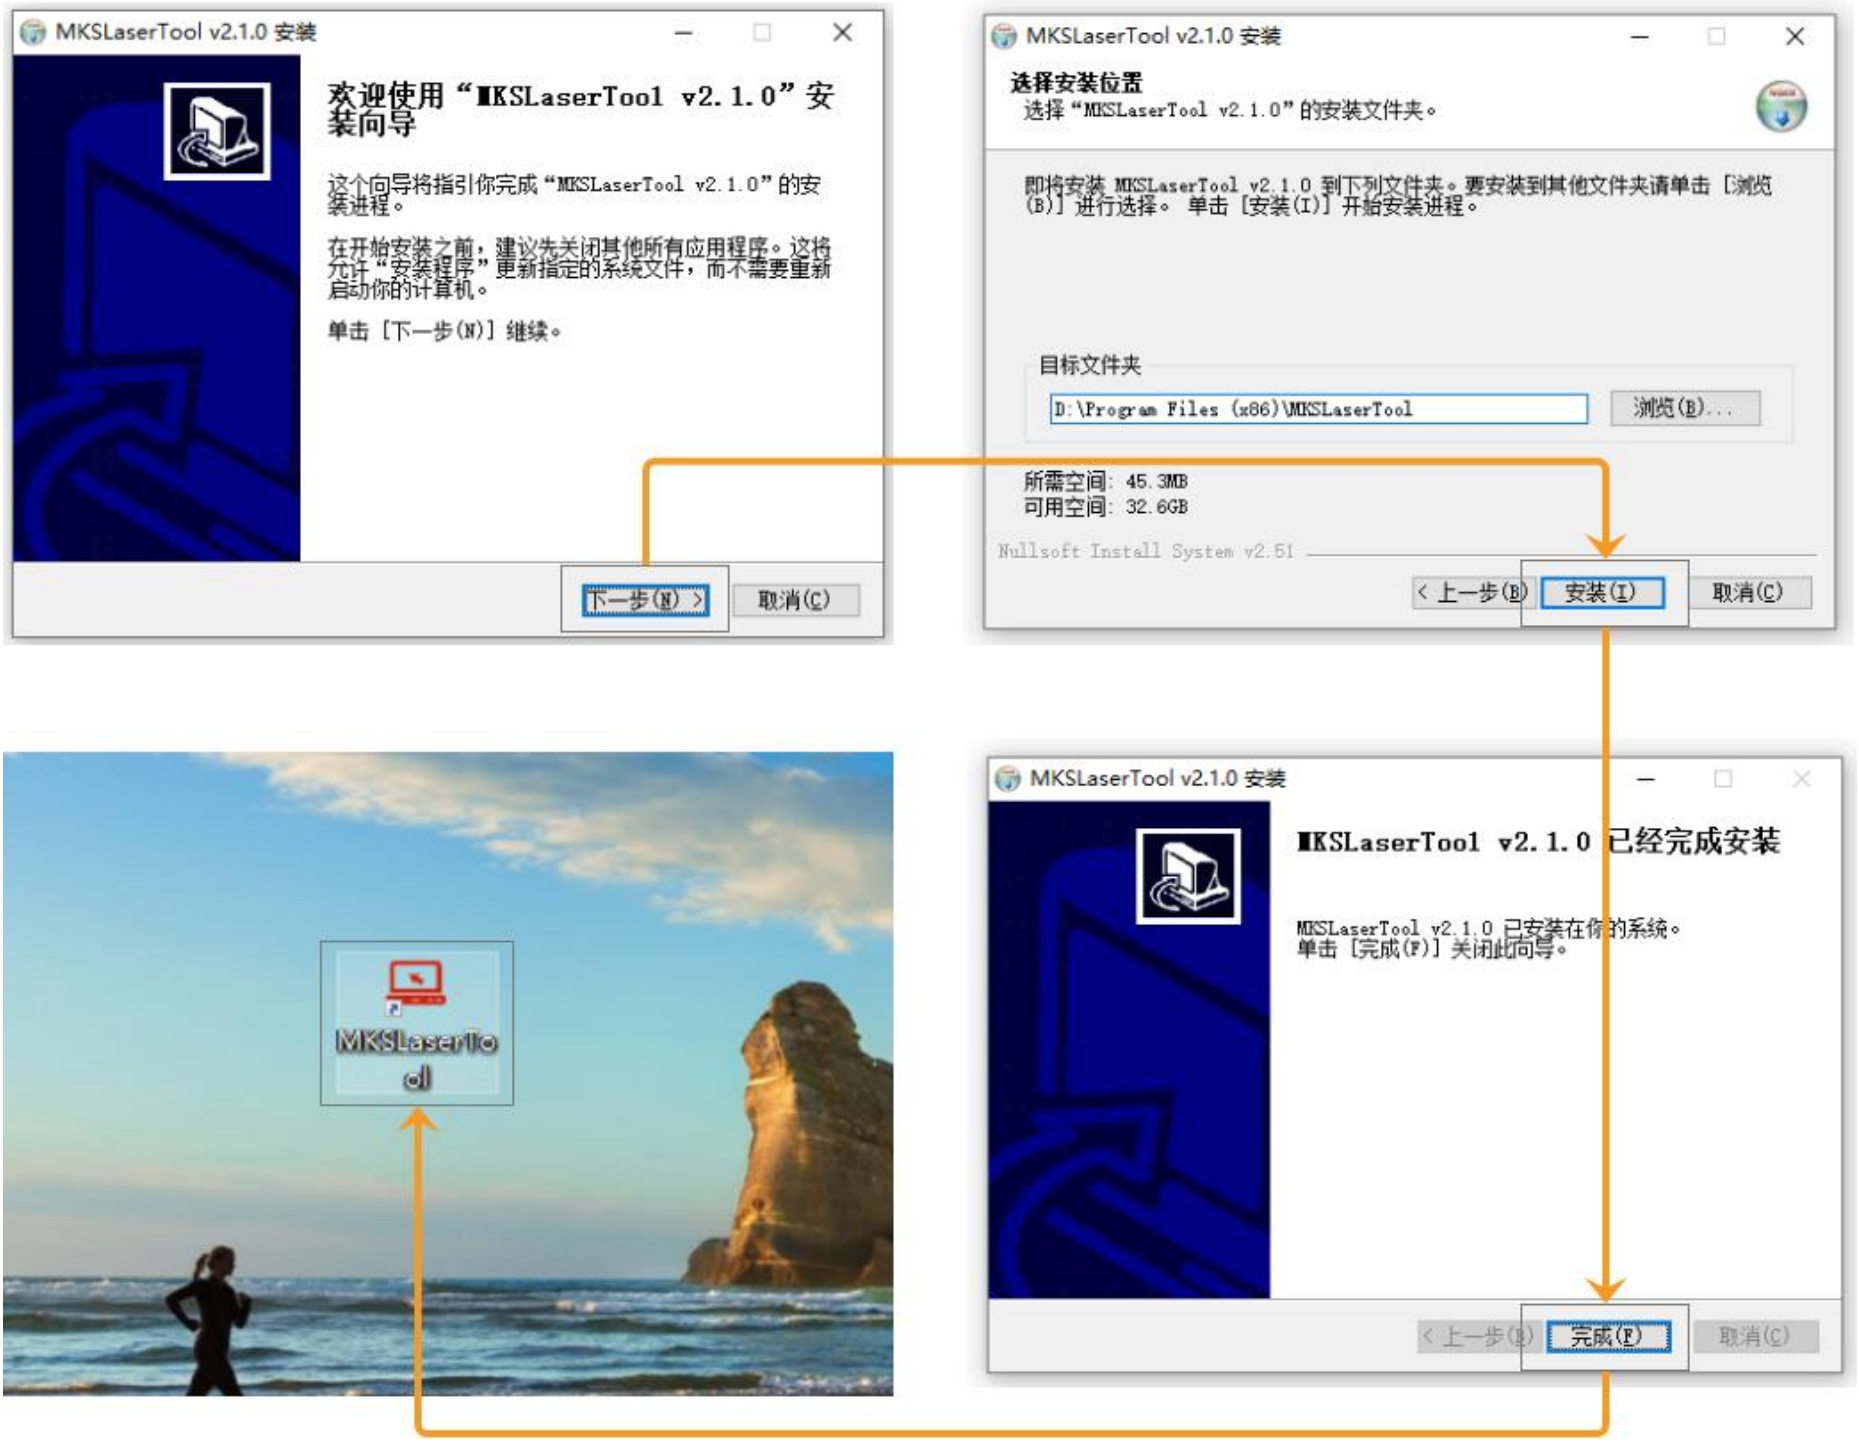 MKSLaserTool v2.1.0 安装
欢迎使用“MKSLaserTool v2.1.0”安
装向导
这个向导将指引你完成“MKSLaserTool v2.1.0”的安
装进程。
在开始安装之前，建议先关闭其他所有应用程序。这将
允许“安装程序”更新指定的系统文件，而不需要重新
启动你的计算机。
单击 [下一步(N)] 继续。
下一步(N) >
取消(C)
MKSLaserTool v2.1.0 安装
选择安装位置
选择“MKSLaserTool v2.1.0”的安装文件夹。
即将安装 MKSLaserTool v2.1.0 到下列文件夹。要安装到其他文件夹请单击 [浏览
(B)] 进行选择。 单击 [安装(I)] 开始安装进程。
目标文件夹
D:\Program Files (x86)\MKSLaserTool
浏览(B)...
所需空间: 45.3MB
可用空间: 32.6GB
Nullsoft Install System v2.51
< 上一步(B)
安装(I)
取消(C)
MKSLaserTo
ol
MKSLaserTool v2.1.0 安装
MKSLaserTool v2.1.0 已经完成安装
MKSLaserTool v2.1.0 已安装在你的系统。
单击 [完成(F)] 关闭此向导。
< 上一步(B)
完成(F)
取消(C)